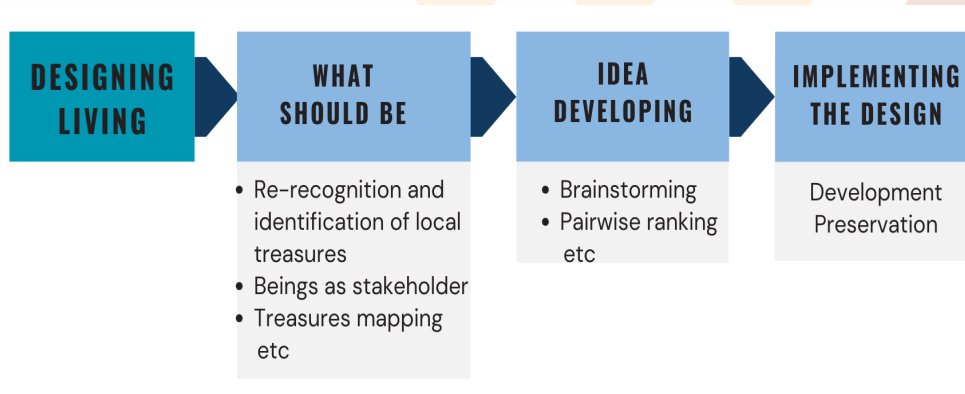 DESIGNING
LIVING
WHAT
SHOULD BE
• Re-recognition and
identification of local
treasures
• Beings as stakeholder
• Treasures mapping
etc
IDEA
DEVELOPING
• Brainstorming
• Pairwise ranking
etc
IMPLEMENTING
THE DESIGN
Development
Preservation